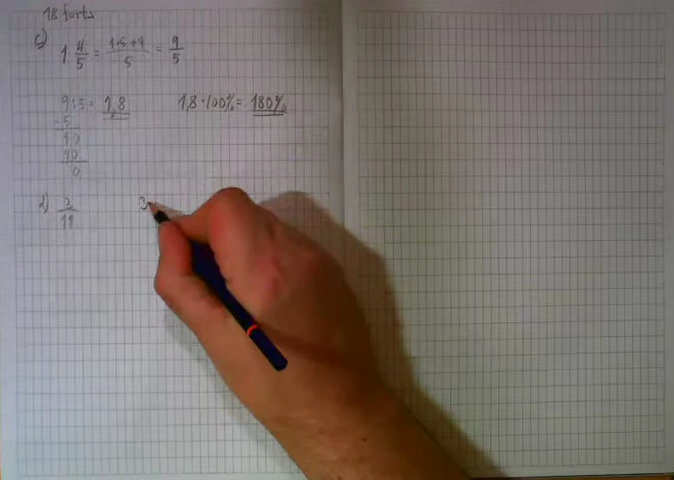 18 forts
c) 1 4/5 = 1·5+4/5 = 9/5
9:5= 1,8 1,8·100%= 180%
-5
40
40
0
d) 3/11 3